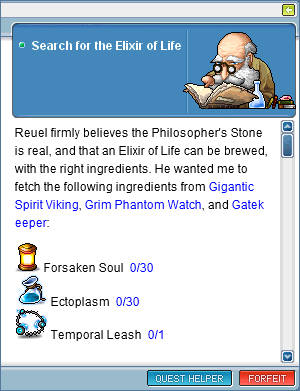 Search for the Elixir of Life
Reuel firmly believes the Philosopher's Stone
is real, and that an Elixir of Life can be brewed,
with the right ingredients. He wanted me to
fetch the following ingredients from Gigantic
Spirit Viking, Grim Phantom Watch, and Gatek
eeper:
Forsaken Soul 0/30
Ectoplasm 0/30
Temporal Leash 0/1
QUEST HELPER FORFEIT